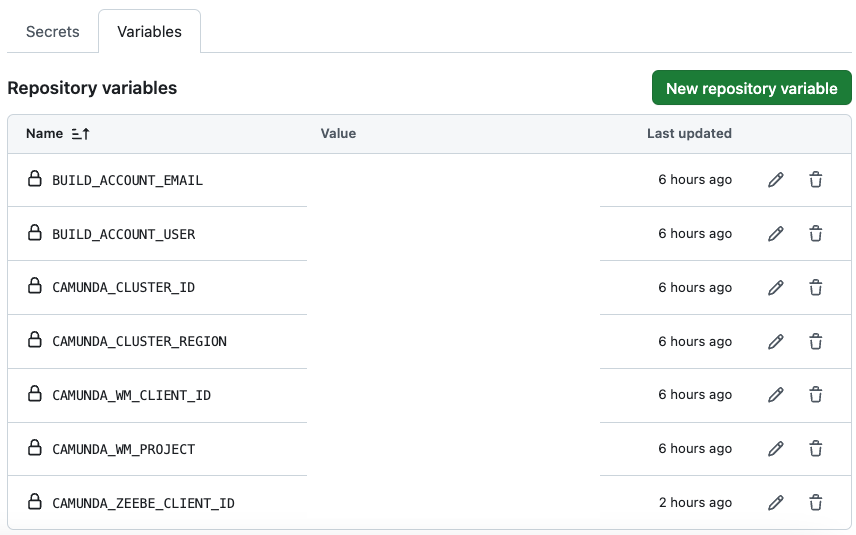 Secrets Variables
Repository variables New repository variable
Name Value Last updated
BUILD_ACCOUNT_EMAIL 6 hours ago
BUILD_ACCOUNT_USER 6 hours ago
CAMUNDA_CLUSTER_ID 6 hours ago
CAMUNDA_CLUSTER_REGION 6 hours ago
CAMUNDA_WM_CLIENT_ID 6 hours ago
CAMUNDA_WM_PROJECT 6 hours ago
CAMUNDA_ZEEBE_CLIENT_ID 2 hours ago